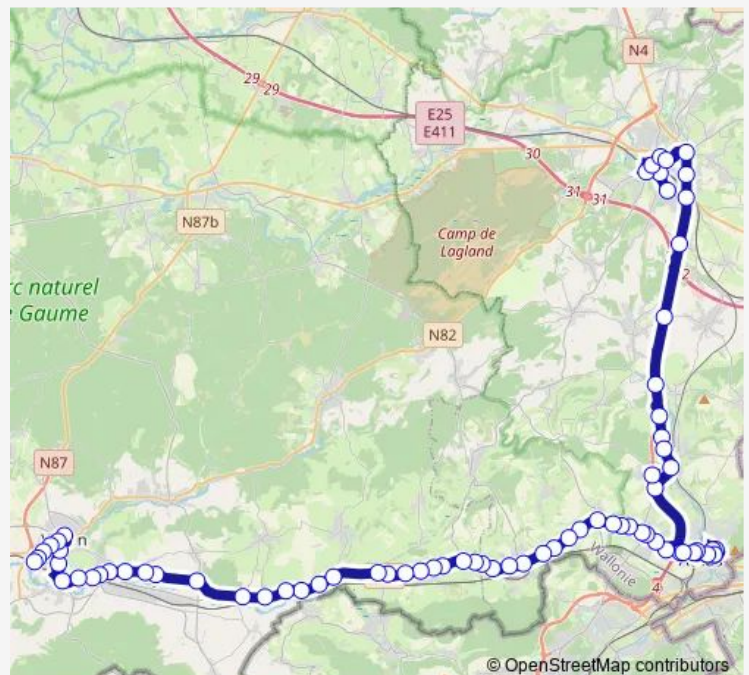 N4
29
29
E25
E411
30
31
31
N87b
Camp de
Lagland
2
rc naturel
e Gaume
N82
N87
n
Wallonie
4
© OpenStreetMap contributors